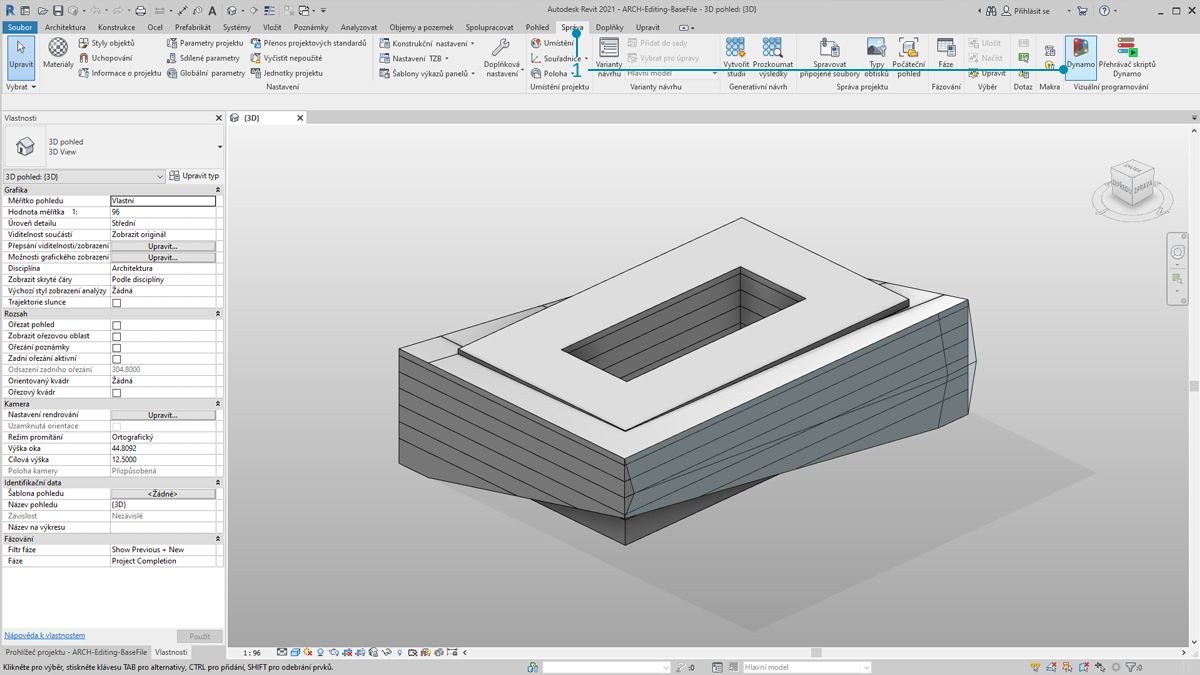 Autodesk Revit 2021 - ARCH-Editing-BaseFile - 3D pohled: {3D}
Přihlásit se
Soubor Architektura Konstrukce Ocel Prefabrikát Systémy Vložit Poznámky Analyzovat Objemy a pozemek Spolupracovat Pohled Správa Doplňky Upravit
Upravit
Materiály
Styly objektů
Uchopování
Informace o projektu
Parametry projektu
Sdílené parametry
Globální parametry
Přenos projektových standardů
Vyčistit nepoužité
Jednotky projektu
Konstrukční nastavení
Nastavení TZB
Šablony výkazů panelů
Doplňková nastavení
Umístění
Souřadnice
Poloha
1
Varianty návrhu
Přidat do sady
Vybrat pro úpravy
Hlavní model
Vytvořit studii
Prozkoumat výsledky
Spravovat připojené soubory
Typy obtisků
Počáteční pohled
Fáze
Uložit
Načíst
Upravit
Dynamo
Přehrávač skriptů Dynamo
Vybrat
Nastavení
Umístění projektu
Varianty návrhu
Generativní návrh
Správa projektu
Fázování
Výběr
Dotaz
Makra
Vizuální programování
Vlastnosti
{3D}
3D pohled
3D View
3D pohled: {3D}
Upravit typ
Grafika
Měřítko pohledu Vlastní
Hodnota měřítka 1: 96
Úroveň detailu Střední
Viditelnost součástí Zobrazit originál
Přepsání viditelnosti/zobrazení Upravit...
Možnosti grafického zobrazení Upravit...
Disciplína Architektura
Zobrazit skryté čáry Podle disciplíny
Výchozí styl zobrazení analýzy Žádná
Trajektorie slunce
Rozsah
Ořezat pohled
Zobrazit ořezovou oblast
Ořezání poznámky
Zadní ořezání aktivní
Odsazení zadního ořezání 304.8000
Orientovaný kvádr Žádná
Ořezový kvádr
Kamera
Nastavení rendrování Upravit...
Uzamknutá orientace
Režim promítání Ortografický
Výška oka 44.8092
Cílová výška 12.5000
Poloha kamery Přizpůsobená
Identifikační data
Šablona pohledu <Žádné>
Název pohledu {3D}
Závislost Nezávislé
Název na výkresu
Fázování
Filtr fáze Show Previous + New
Fáze Project Completion
Nápověda k vlastnostem
Použít
Prohlížeč projektu - ARCH-Editing-BaseFile
Vlastnosti
1 : 96
Klikněte pro výběr, stiskněte klávesu TAB pro alternativy, CTRL pro přidání, SHIFT pro odebrání prvků.
:0
Hlavní model
:0